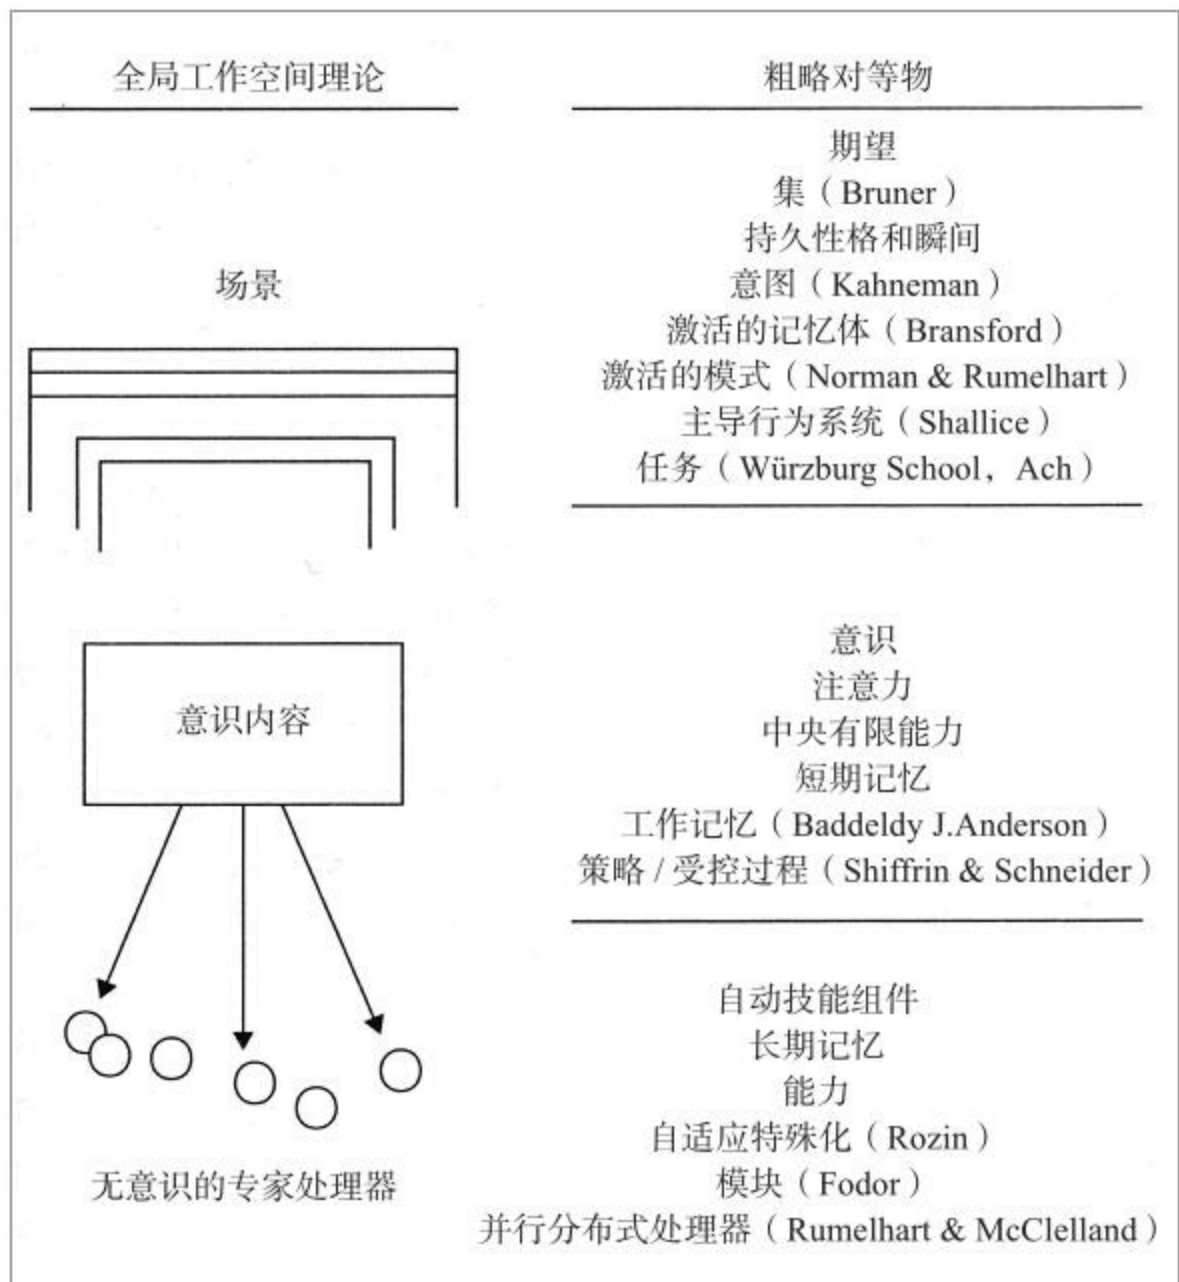 全局工作空间理论
粗略对等物
期望
集（Bruner）
持久性格和瞬间
场景
意图（Kahneman）
激活的记忆体（Bransford）
激活的模式（Norman & Rumelhart）
主导行为系统（Shallice）
任务（Würzburg School，Ach）
意识
注意力
意识内容
中央有限能力
短期记忆
工作记忆（Baddeldy J.Anderson）
策略 / 受控过程（Shiffrin & Schneider）
自动技能组件
长期记忆
能力
自适应特殊化（Rozin）
无意识的专家处理器
模块（Fodor）
并行分布式处理器（Rumelhart & McClelland）